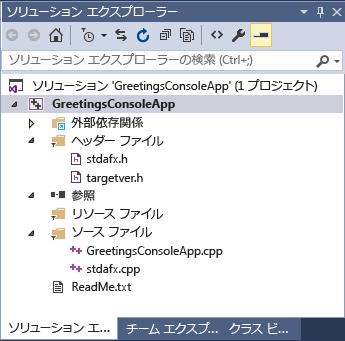 ソリューション エクスプローラー
ソリューション エクスプローラーの検索 (Ctrl+;)
ソリューション 'GreetingsConsoleApp' (1 プロジェクト)
GreetingsConsoleApp
外部依存関係
ヘッダー ファイル
stdafx.h
targetver.h
参照
リソース ファイル
ソース ファイル
GreetingsConsoleApp.cpp
stdafx.cpp
ReadMe.txt
ソリューション エ... チーム エクスプ... クラス ビ...